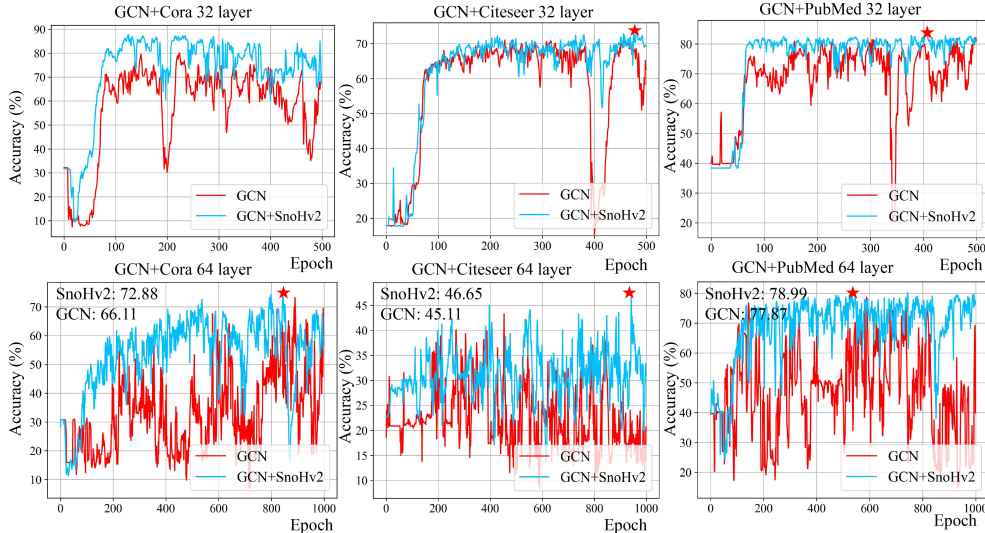 GCN+Cora 32 layer
Accuracy (%)
90
80
70
60
50
40
30
20
10
GCN
GCN+SnoHv2
0
100
200
300
400
500
Epoch
GCN+Citeseer 32 layer
Accuracy (%)
70
60
50
40
30
20
GCN
GCN+SnoHv2
0
100
200
300
400
500
Epoch
GCN+PubMed 32 layer
Accuracy (%)
80
70
60
50
40
30
20
GCN
GCN+SnoHv2
0
100
200
300
400
500
Epoch
GCN+Cora 64 layer
SnoHv2: 72.88
GCN: 66.11
Accuracy (%)
70
60
50
40
30
20
10
GCN
GCN+SnoHv2
0
200
400
600
800
1000
Epoch
GCN+Citeseer 64 layer
SnoHv2: 46.65
GCN: 45.11
Accuracy (%)
45
40
35
30
25
20
15
10
GCN
GCN+SnoHv2
0
200
400
600
800
1000
Epoch
GCN+PubMed 64 layer
SnoHv2: 78.99
GCN: 77.87
Accuracy (%)
80
70
60
50
40
30
20
GCN
GCN+SnoHv2
0
200
400
600
800
1000
Epoch